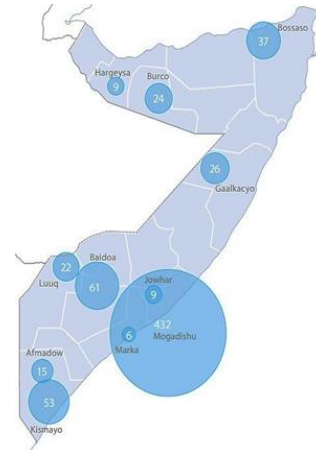 Bossaso
37
Hargeysa
9
Burco
24
26
Gaalkacyo
Baidoa
22
Luuq
61
Jowhar
9
432
Mogadishu
6
Marka
Afmadow
15
53
Kismayo